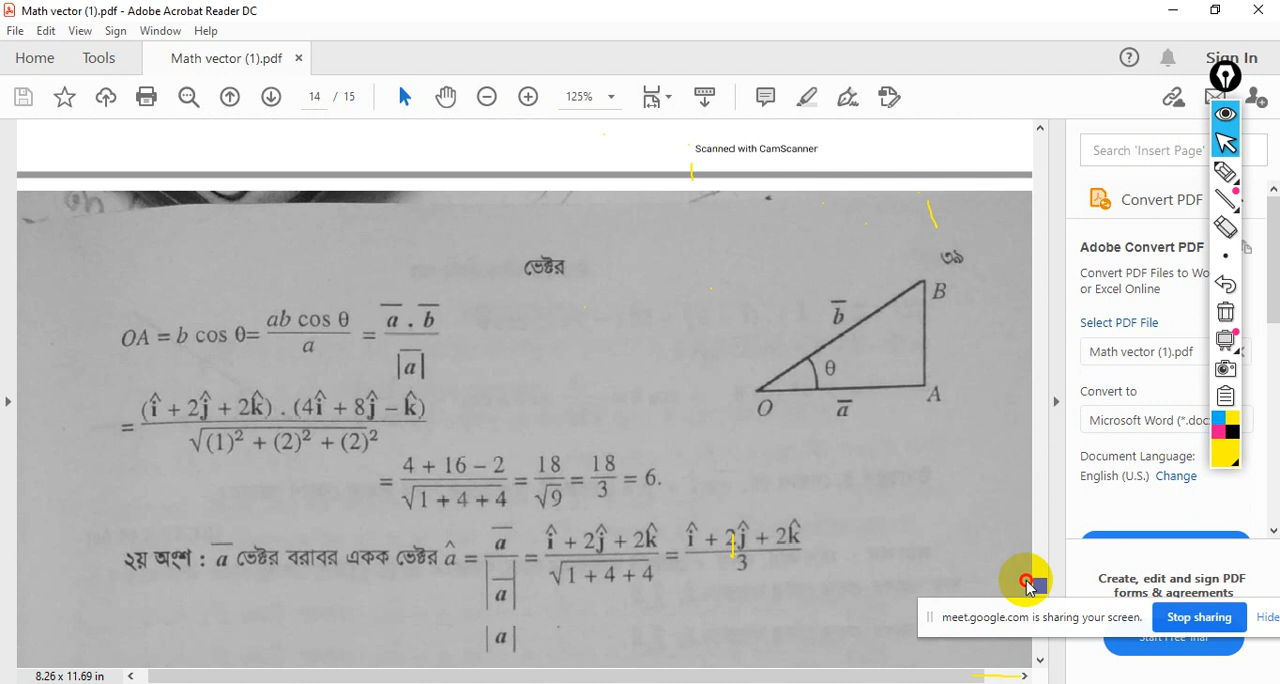 Math vector (1).pdf - Adobe Acrobat Reader DC
File Edit View Sign Window Help
Home Tools Math vector (1).pdf × Sign In
14 / 15 125%
Scanned with CamScanner
Search 'Insert Page'
Convert PDF
Adobe Convert PDF
Convert PDF Files to Wo
or Excel Online
Select PDF File
Math vector (1).pdf
Convert to
Microsoft Word (*.doc
Document Language:
English (U.S.) Change
Create, edit and sign PDF
forms & agreements
Start Free Trial
৩৯
ভেক্টর
OA = b cos θ= ab cos θ / a = a̅ . b̅ / |a̅|
= (î + 2ĵ + 2k̂) . (4î + 8ĵ – k̂) / √(1)² + (2)² + (2)²
= 4 + 16 – 2 / √1 + 4 + 4 = 18 / √9 = 18 / 3 = 6.
২য় অংশ : a̅ ভেক্টর বরাবর একক ভেক্টর â = a̅ / |a̅| = î + 2ĵ + 2k̂ / √1 + 4 + 4 = î + 2ĵ + 2k̂ / 3
| a |
B
b̅
θ
O a̅ A
meet.google.com is sharing your screen. Stop sharing Hide
8.26 x 11.69 in